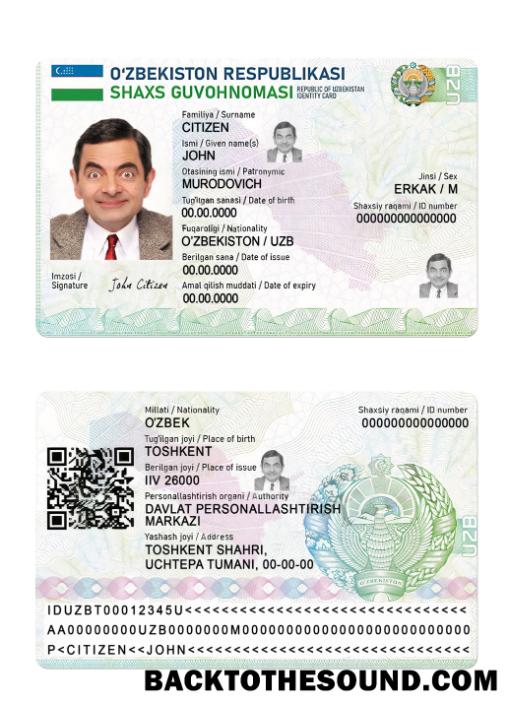 O'ZBEKISTON RESPUBLIKASI
SHAXS GUVOHNOMASI REPUBLIC OF UZBEKISTAN
IDENTITY CARD
UZB
Familiya / Surname
CITIZEN
Ismi / Given name(s)
JOHN
Otasining ismi / Patronymic
MURODOVICH
Jinsi / Sex
ERKAK / M
Tug'ilgan sanasi / Date of birth
00.00.0000
Shaxsiy raqami / ID number
000000000000000
Fuqaroligi / Nationality
O'ZBEKISTON / UZB
Berilgan sana / Date of issue
00.00.0000
Imzosi /
Signature
John Citizen
Amal qilish muddati / Date of expiry
00.00.0000
Millati / Nationality
O'ZBEK
Shaxsiy raqami / ID number
000000000000000
Tug'ilgan joyi / Place of birth
TOSHKENT
Berilgan joyi / Place of issue
IIV 26000
Personallashtirish organi / Authority
DAVLAT PERSONALLASHTIRISH
MARKAZI
Yashash joyi / Address
TOSHKENT SHAHRI,
UCHTEPA TUMANI, 00-00-00
UZB
O'ZBEKISTON
IDUZBT00012345U<<<<<<<<<<<<<<<<<<<<<<<<<<<
AA00000000UZB0000000M000000000000000000000000
P<CITIZEN<<JOHN<<<<<<<<<<<<<<<<<<<<<<<<<<<
BACKTOTHESOUND.COM